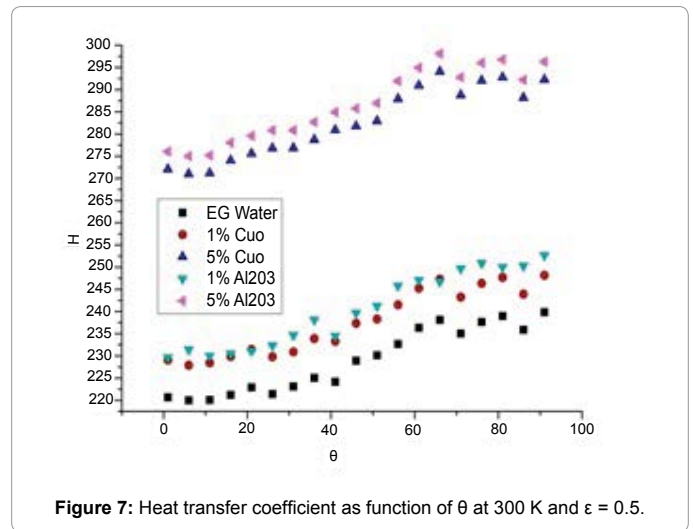 300
295
290
285
280
275
270
265
260
255
250
245
240
235
230
225
220
H
EG Water
1% Cuo
5% Cuo
1% Al203
5% Al203
0 20 40 60 80 100
θ
Figure 7: Heat transfer coefficient as function of θ at 300 K and ε = 0.5.